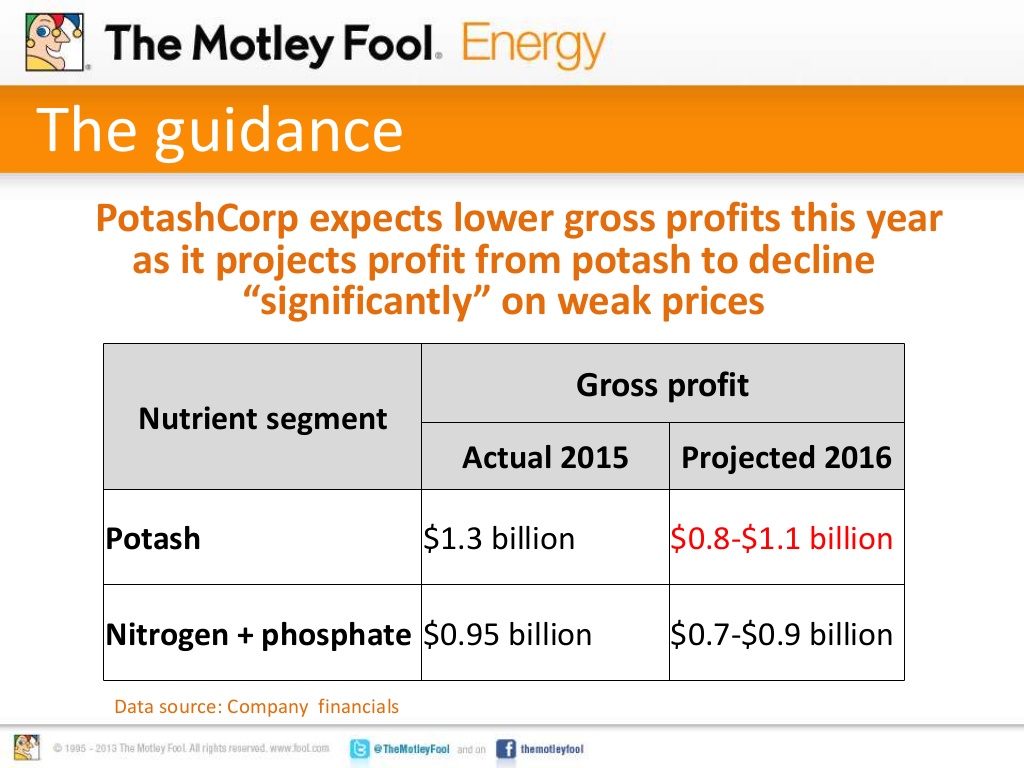 The Motley Fool® Energy
The guidance
PotashCorp expects lower gross profits this year
as it projects profit from potash to decline
“significantly” on weak prices
Nutrient segment
Gross profit
Actual 2015
Projected 2016
Potash
$1.3 billion
$0.8-$1.1 billion
Nitrogen + phosphate
$0.95 billion
$0.7-$0.9 billion
Data source: Company  financials
© 1995 - 2013 The Motley Fool. All rights reserved. www.fool.com
@TheMotleyFool and on themotleyfool